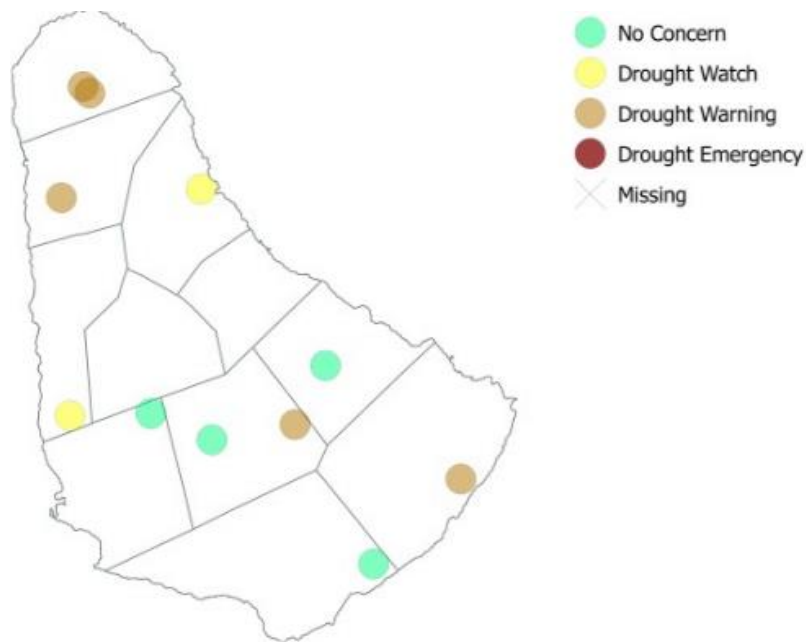 No Concern
Drought Watch
Drought Warning
Drought Emergency
Missing